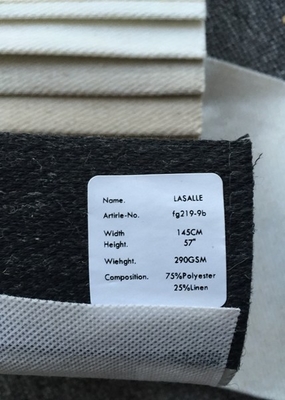 Name. LASALLE
Artirle-No. fg219-9b
Width 145CM
Height. 57"
Wiehght. 290GSM
Composition. 75%Polyester
25%Linen